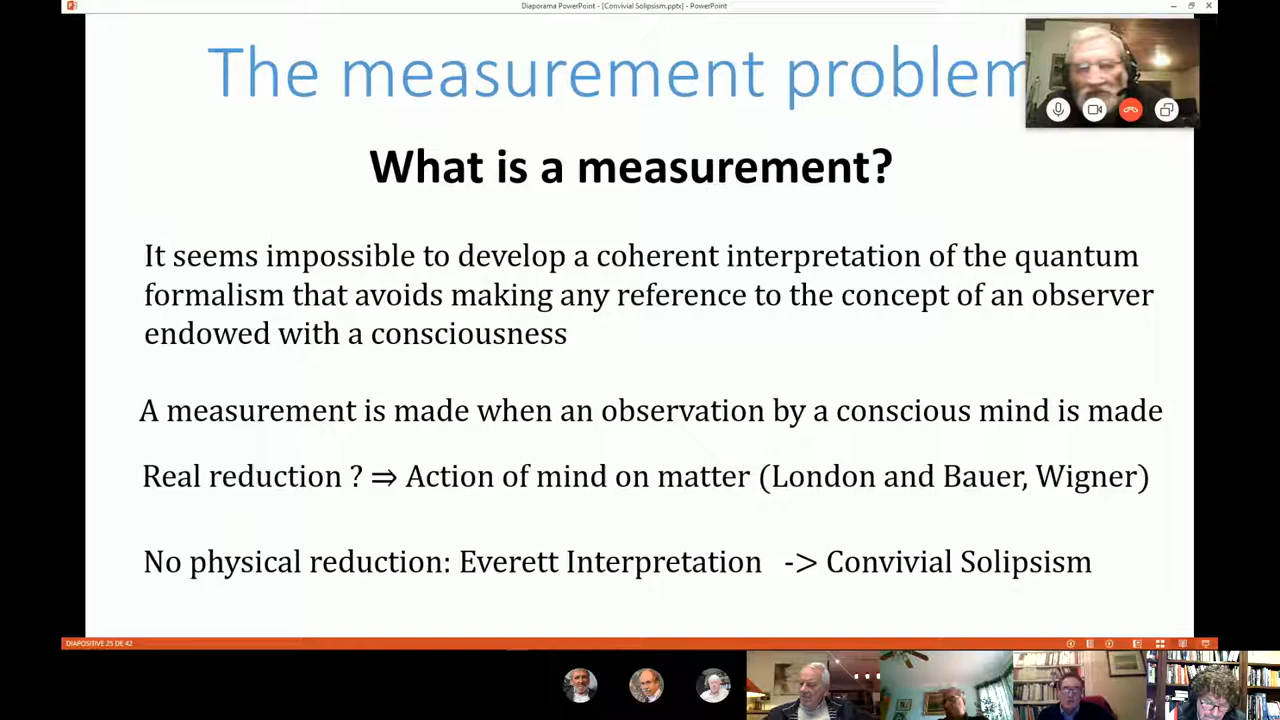 Diaporama PowerPoint - [Convivial Solipsism.pptx] - PowerPoint
The measurement problem
What is a measurement?
It seems impossible to develop a coherent interpretation of the quantum
formalism that avoids making any reference to the concept of an observer
endowed with a consciousness
A measurement is made when an observation by a conscious mind is made
Real reduction ? ⇒ Action of mind on matter (London and Bauer, Wigner)
No physical reduction: Everett Interpretation -> Convivial Solipsism
DIAPOSITIVE 25 DE 42